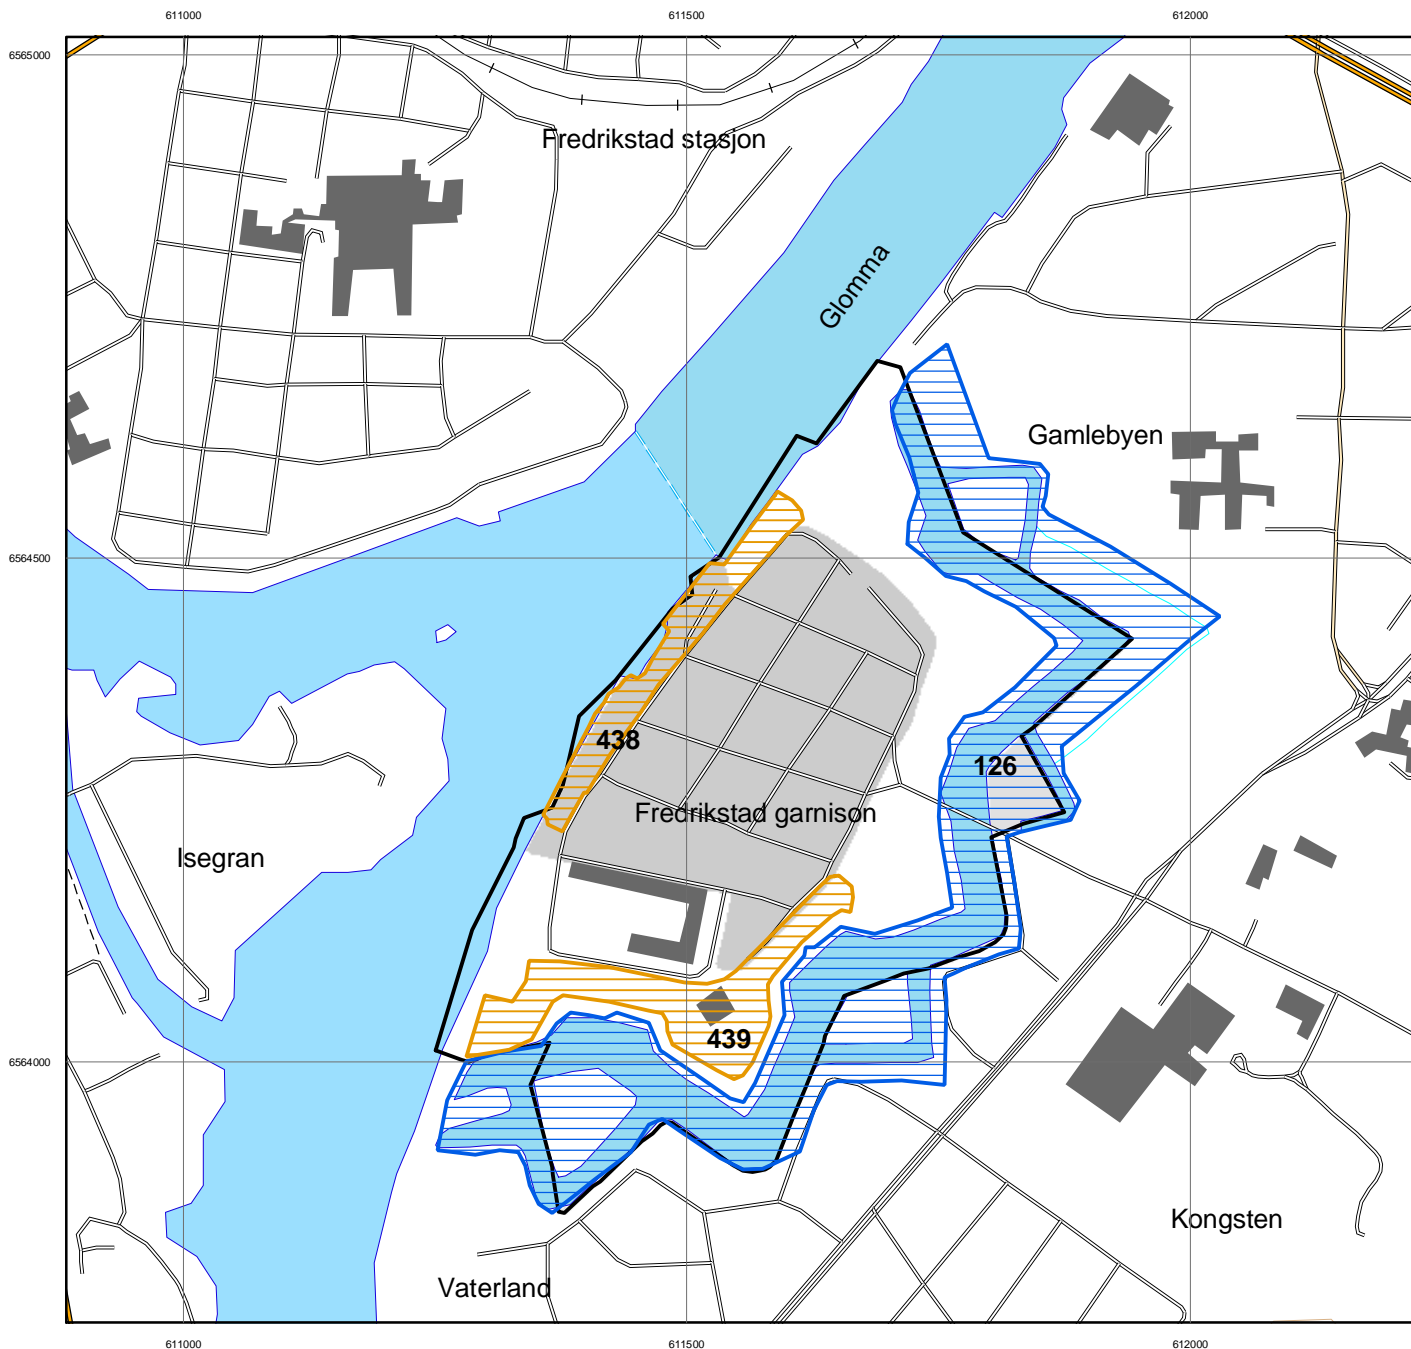 611000 611500 612000
6565000
Fredrikstad stasjon
Glomma
Gamlebyen
6564500
438
126
Fredrikstad garnison
Isegran
439
6564000
Kongsten
Vaterland
611000 611500 612000